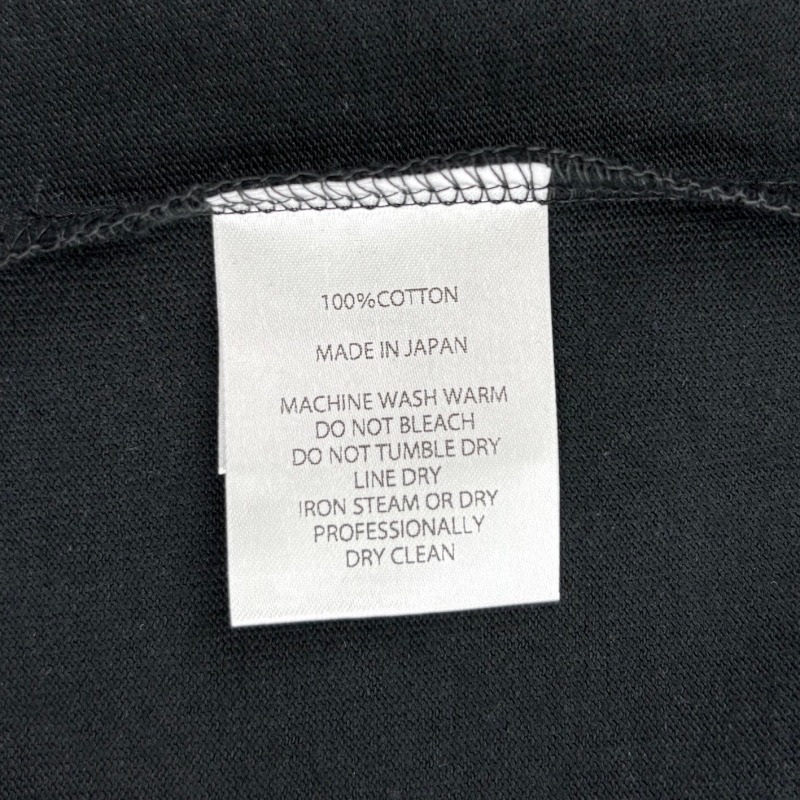 100%COTTON
MADE IN JAPAN
MACHINE WASH WARM
DO NOT BLEACH
DO NOT TUMBLE DRY
LINE DRY
IRON STEAM OR DRY
PROFESSIONALLY
DRY CLEAN